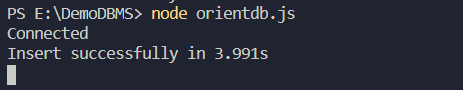 PS E:\DemoDBMS> node orientdb.js
Connected
Insert successfully in 3.991s